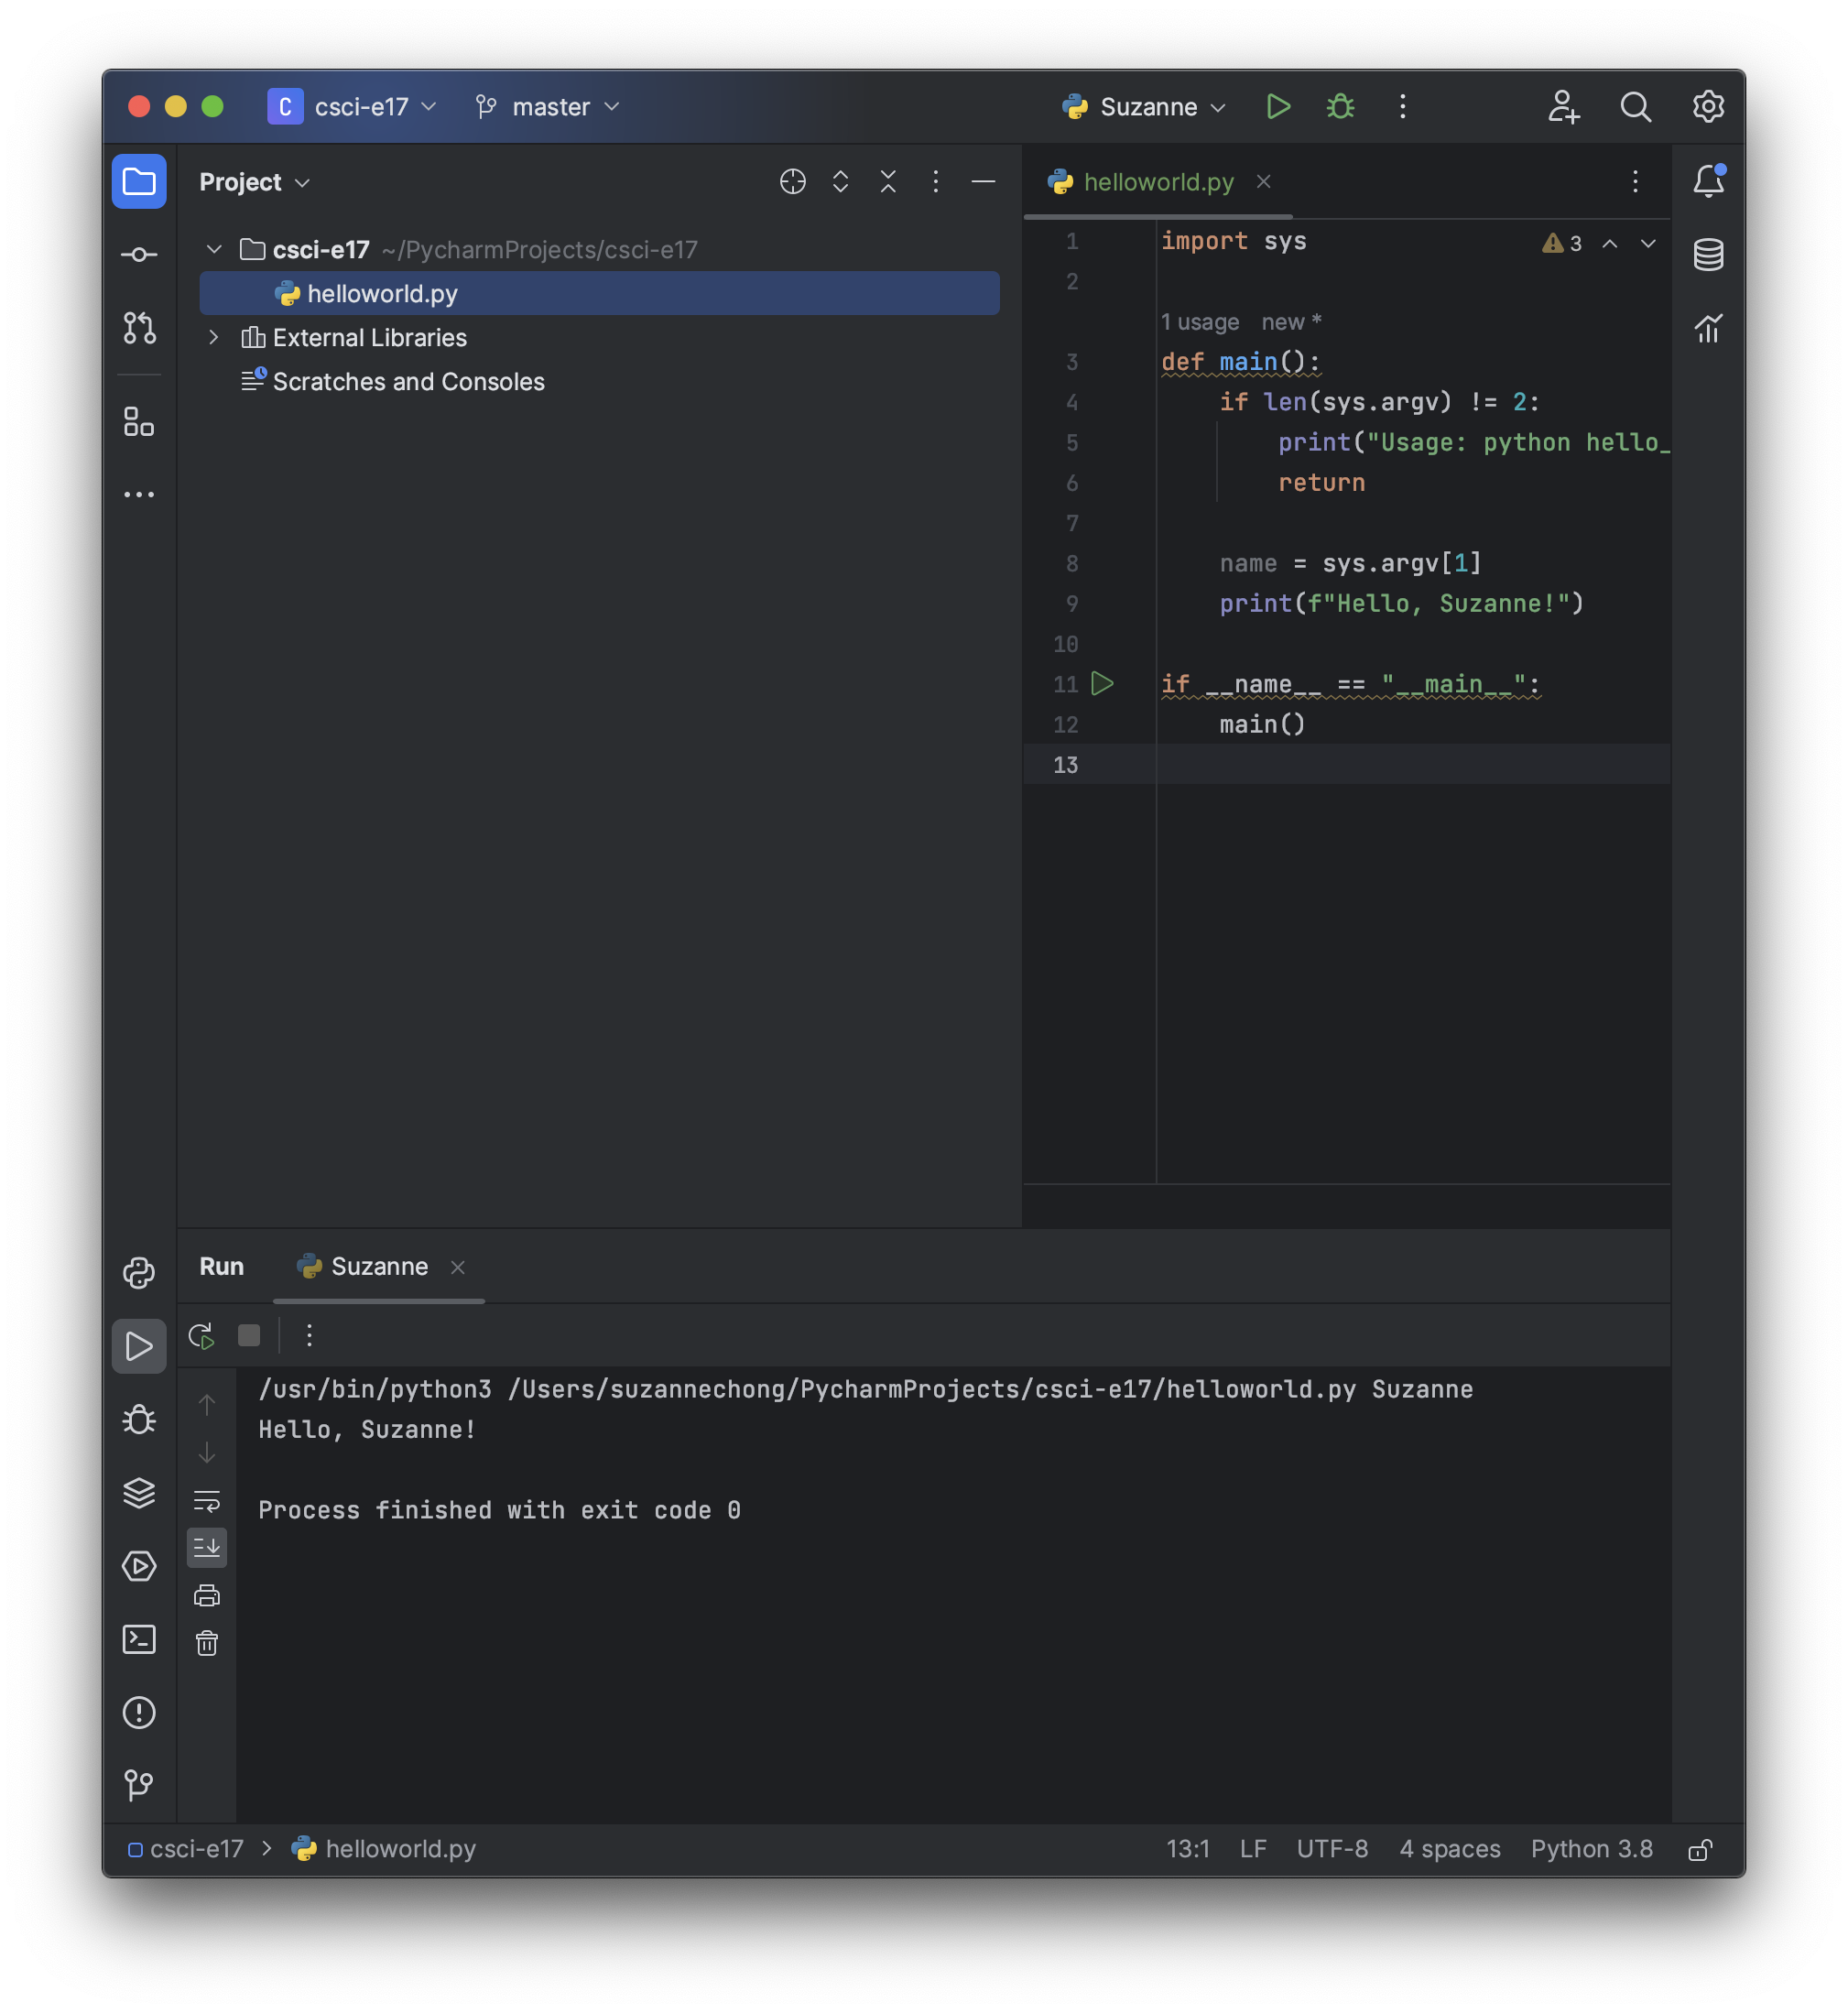 C csci-e17 master Suzanne
Project
helloworld.py
csci-e17 ~/PycharmProjects/csci-e17
helloworld.py
External Libraries
Scratches and Consoles
1 import sys
3
2
1 usage new *
3 def main():
4 if len(sys.argv) != 2:
5 print("Usage: python hello_
6 return
7
8 name = sys.argv[1]
9 print(f"Hello, Suzanne!")
10
11 if __name__ == "__main__":
12 main()
13
Run Suzanne
/usr/bin/python3 /Users/suzannechong/PycharmProjects/csci-e17/helloworld.py Suzanne
Hello, Suzanne!
Process finished with exit code 0
csci-e17 > helloworld.py 13:1 LF UTF-8 4 spaces Python 3.8